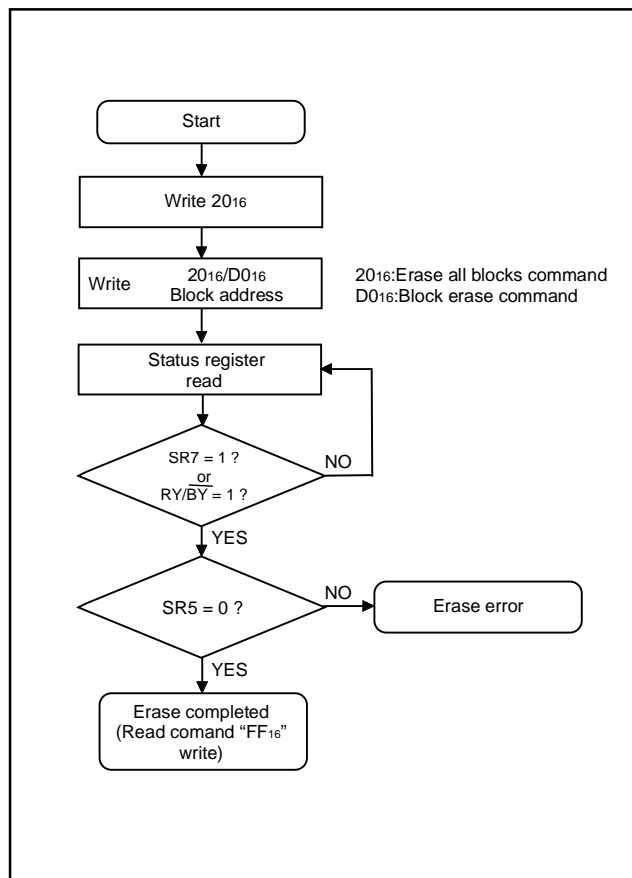 Start
Write 2016
Write 2016/D016
Block address
2016:Erase all blocks command
D016:Block erase command
Status register
read
SR7 = 1 ?
or
RY/BY = 1 ?
NO
YES
SR5 = 0 ?
NO
Erase error
YES
Erase completed
(Read comand “FF16”
write)